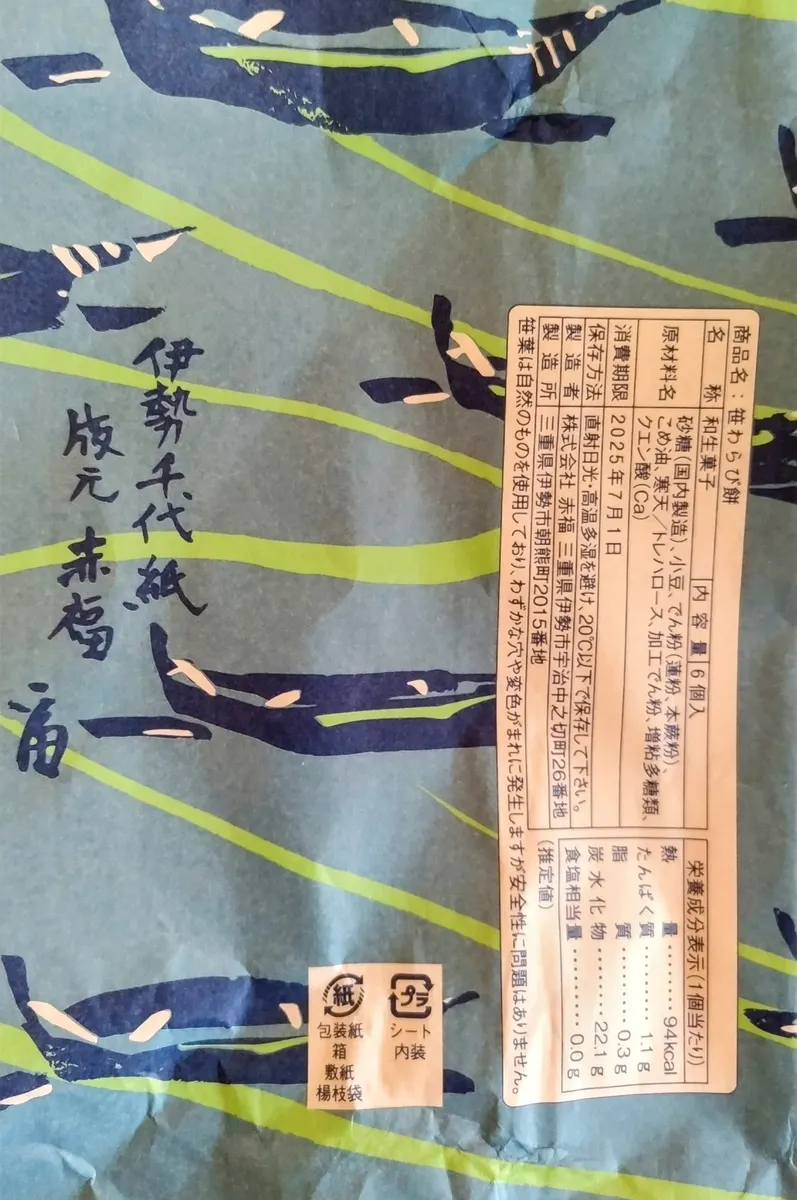 商品名：笹わらび餅
名称 和生菓子 内容量 6個入
原材料名 砂糖（国内製造）、小豆、でん粉（蓮粉、本蕨粉）、
こめ油、寒天／トレハロース、加工でん粉、増粘多糖類、
クエン酸（Ca）
消費期限 2025年7月1日
保存方法 直射日光・高温多湿を避け、20℃以下で保存して下さい。
製造者 株式会社 赤福 三重県伊勢市宇治中之切町26番地
製造所 三重県伊勢市朝熊町2015番地
笹葉は自然のものを使用しており、わずかな穴や変色がまれに発生しますが安全性に問題はありません。
栄養成分表示（1個当たり）
熱量………94kcal
たんぱく質………1.1g
脂質………0.3g
炭水化物………22.1g
食塩相当量………0.0g
（推定値）
伊勢千代紙
版元 赤福
プラ
シート
内装
紙
包装紙
箱
敷紙
楊枝袋